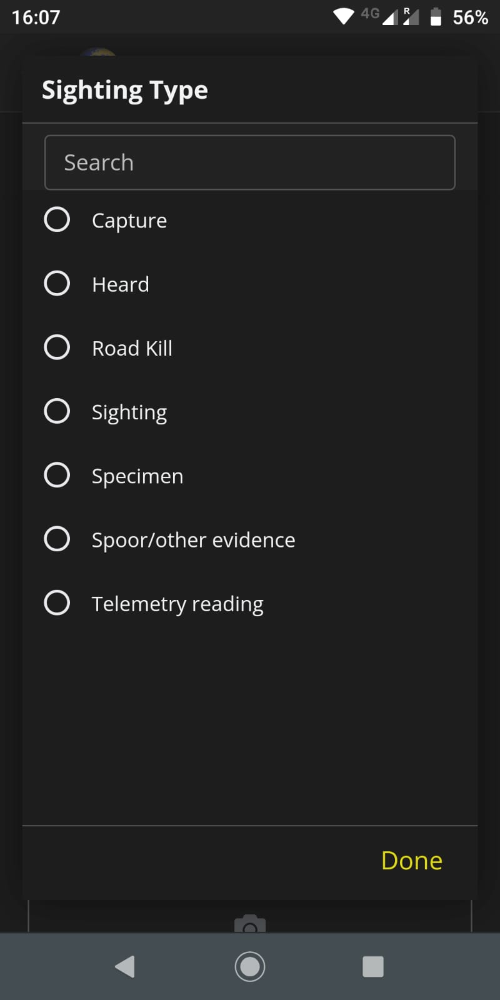 16:07 4G R 56%
Sighting Type
Search
Capture
Heard
Road Kill
Sighting
Specimen
Spoor/other evidence
Telemetry reading
Done